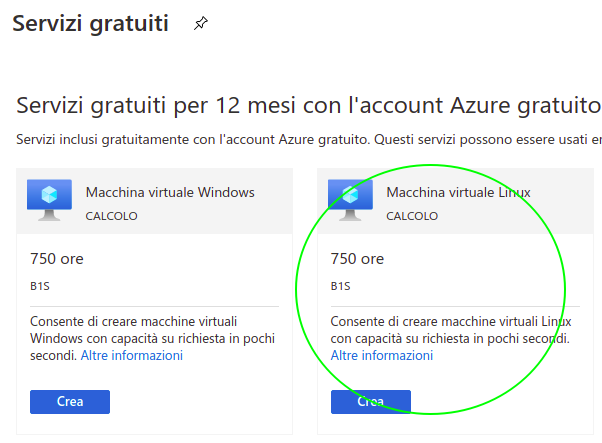 Servizi gratuiti
Servizi gratuiti per 12 mesi con l'account Azure gratuito
Servizi inclusi gratuitamente con l'account Azure gratuito. Questi servizi possono essere usati
Macchina virtuale Windows
CALCOLO
750 ore
B1S
Consente di creare macchine virtuali
Windows con capacità su richiesta in pochi
secondi. Altre informazioni
Crea
Macchina virtuale Linux
CALCOLO
750 ore
B1S
Consente di creare macchine virtuali Linux
con capacità su richiesta in pochi secondi.
Altre informazioni
Crea